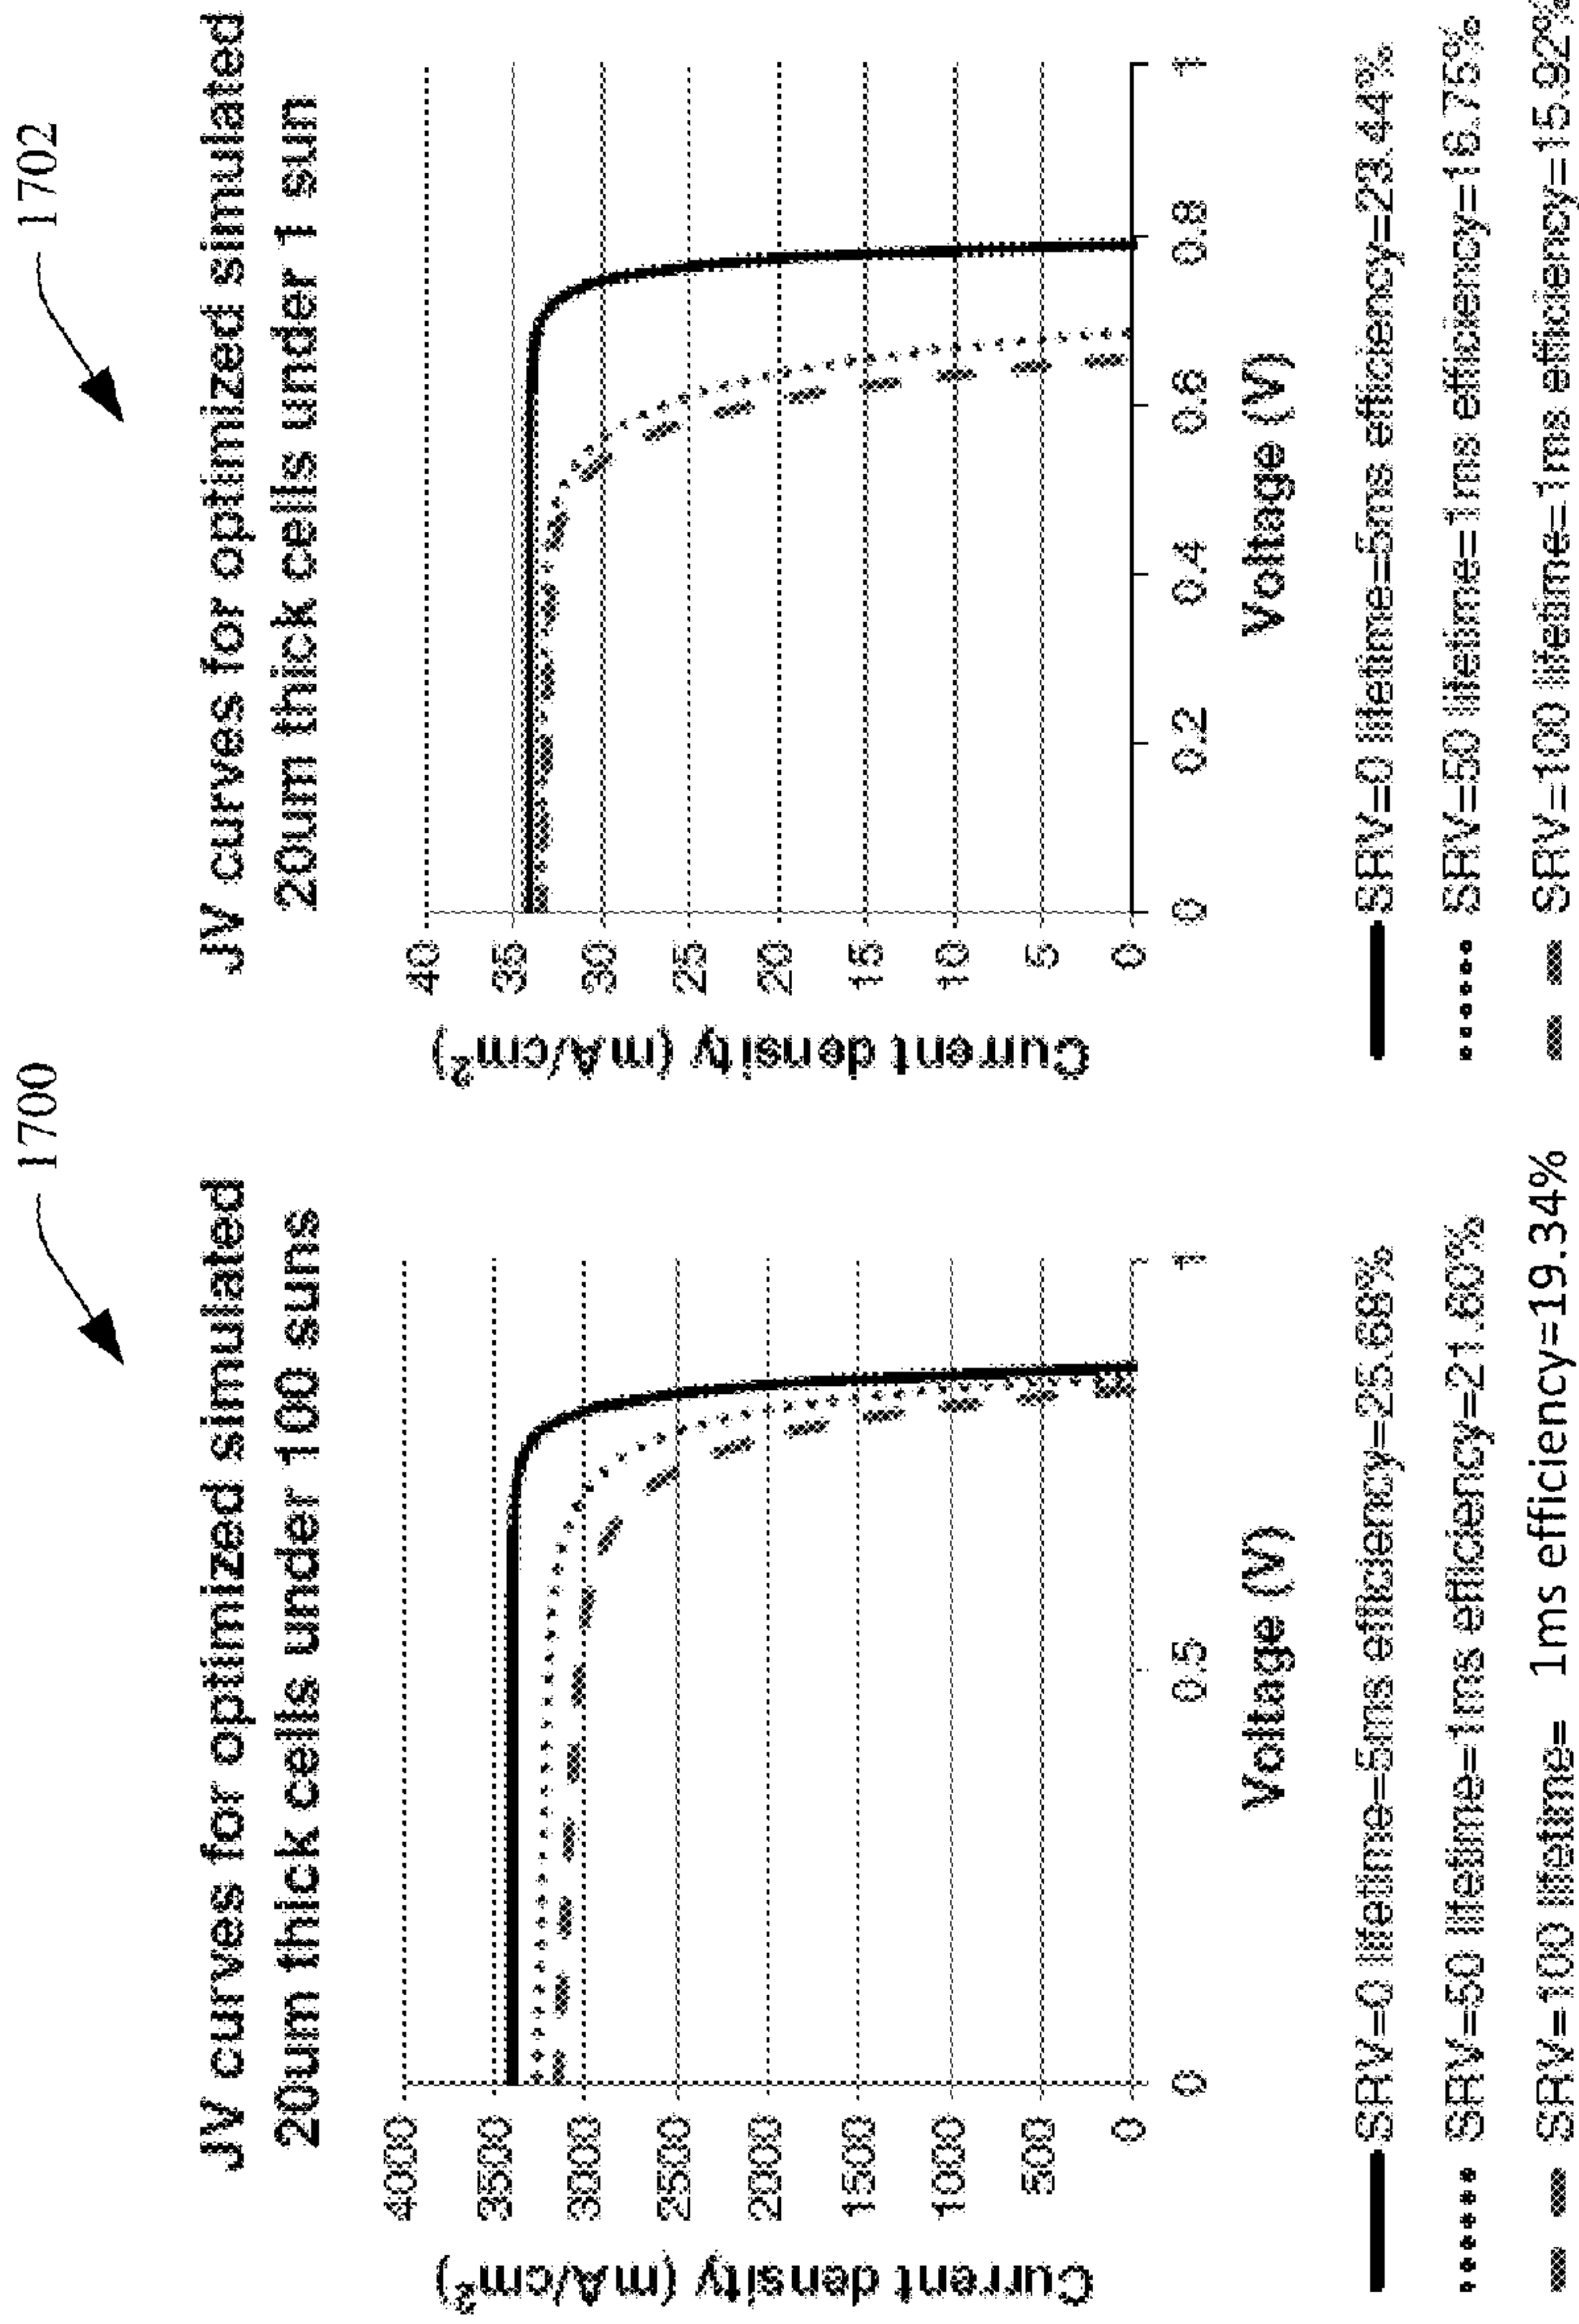 1700
JV curves for optimized simulated
20um thick cells under 100 suns
Current density (mA/cm²)
4000
3500
3000
2500
2000
1500
1000
500
0
0
0.5
1
Voltage (V)
SRV=0 lifetime=5ms efficiency=25.68%
SRV=50 lifetime=1ms efficiency=21.60%
SRV=100 lifetime= 1ms efficiency=19.34%
1702
JV curves for optimized simulated
20um thick cells under 1 sun
Current density (mA/cm²)
40
35
30
25
20
15
10
5
0
0
0.2
0.4
0.6
0.8
1
Voltage (V)
SRV=0 lifetime=5ms efficiency=23.44%
SRV=50 lifetime=1ms efficiency=16.75%
SRV=100 lifetime=1ms efficiency=15.92%